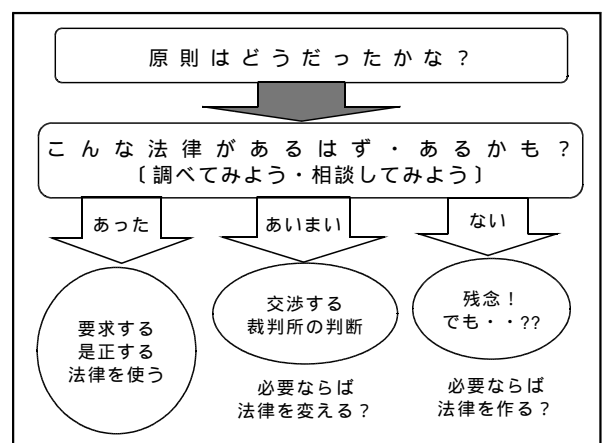 原則はどうだったかな？
こんな法律があるはず・あるかも？
〔調べてみよう・相談してみよう〕
あった
あいまい
ない
要求する
是正する
法律を使う
交渉する
裁判所の判断
残念！
でも・・??
必要ならば
法律を変える？
必要ならば
法律を作る？